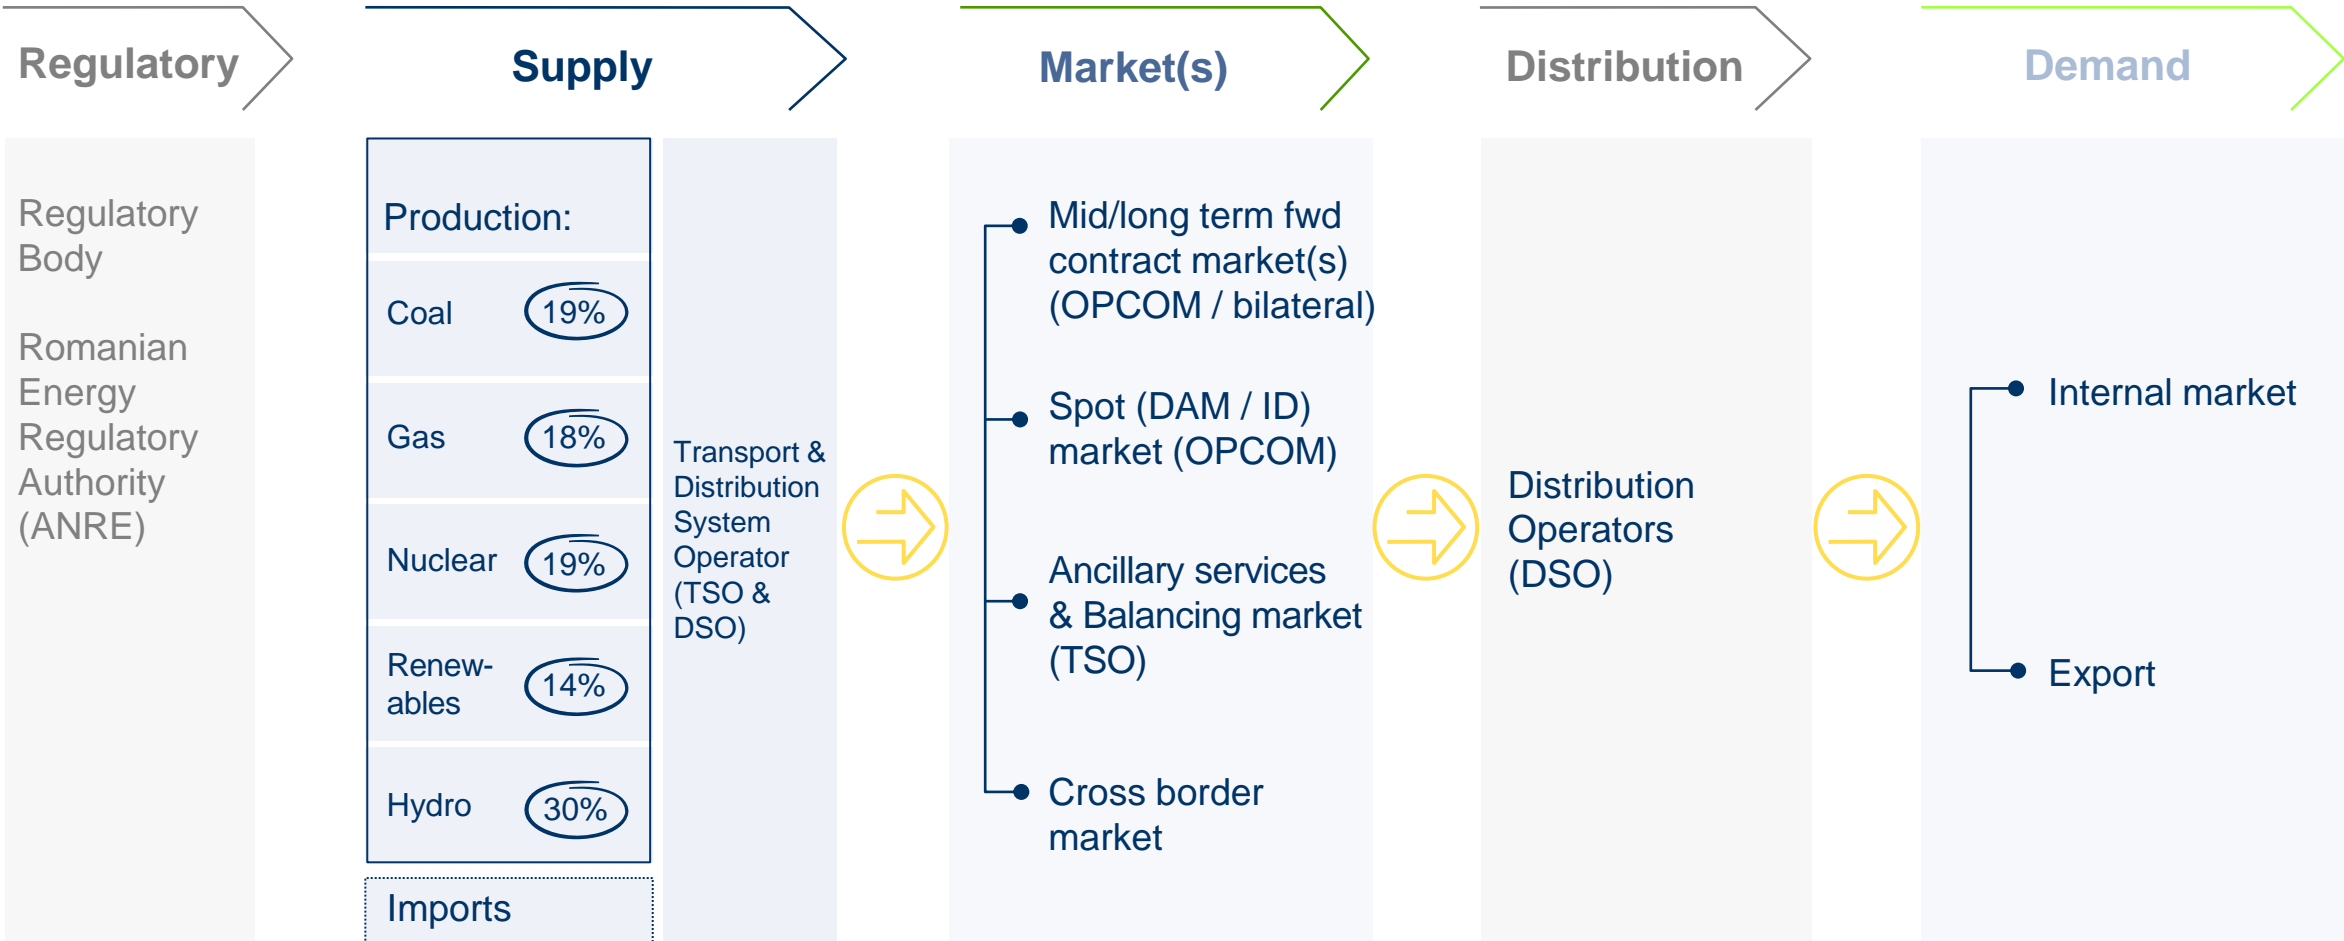 Regulatory
Supply
Market(s)
Distribution
Demand
Regulatory
Body
Romanian
Energy
Regulatory
Authority
(ANRE)
Production:
Coal
19%
Gas
18%
Nuclear
19%
Renew-
ables
14%
Hydro
30%
Imports
Transport &
Distribution
System
Operator
(TSO &
DSO)
Mid/long term fwd
contract market(s)
(OPCOM / bilateral)
Spot (DAM / ID)
market (OPCOM)
Ancillary services
& Balancing market
(TSO)
Cross border
market
Distribution
Operators
(DSO)
Internal market
Export